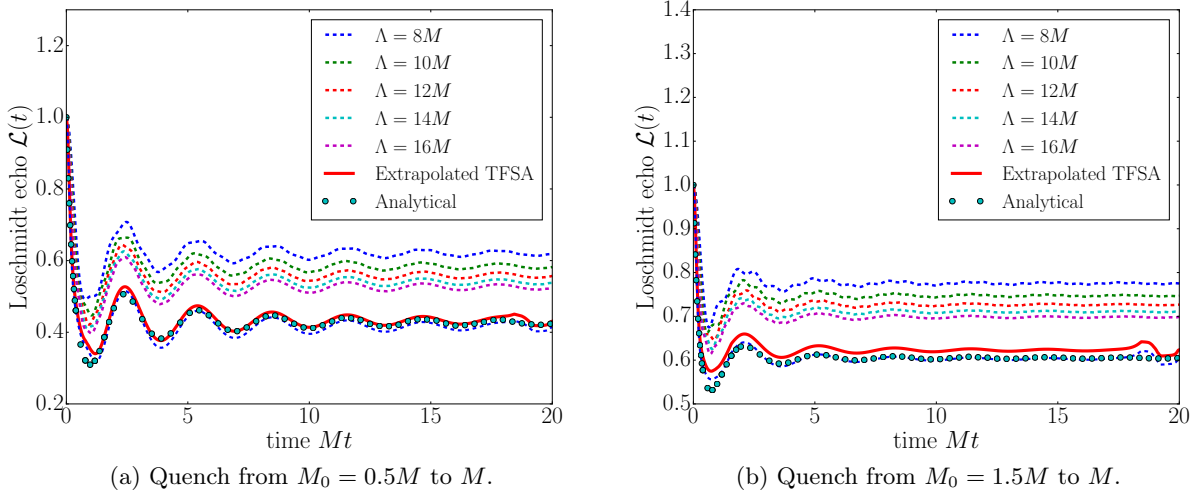 1.2
1.0
0.8
0.6
0.4
0.2
Loschmidt echo 𝓛(t)
0 5 10 15 20
time Mt
Λ = 8M
Λ = 10M
Λ = 12M
Λ = 14M
Λ = 16M
Extrapolated TFSA
Analytical
(a) Quench from M₀ = 0.5M to M.
1.4
1.3
1.2
1.1
1.0
0.9
0.8
0.7
0.6
0.5
Loschmidt echo 𝓛(t)
0 5 10 15 20
time Mt
Λ = 8M
Λ = 10M
Λ = 12M
Λ = 14M
Λ = 16M
Extrapolated TFSA
Analytical
(b) Quench from M₀ = 1.5M to M.